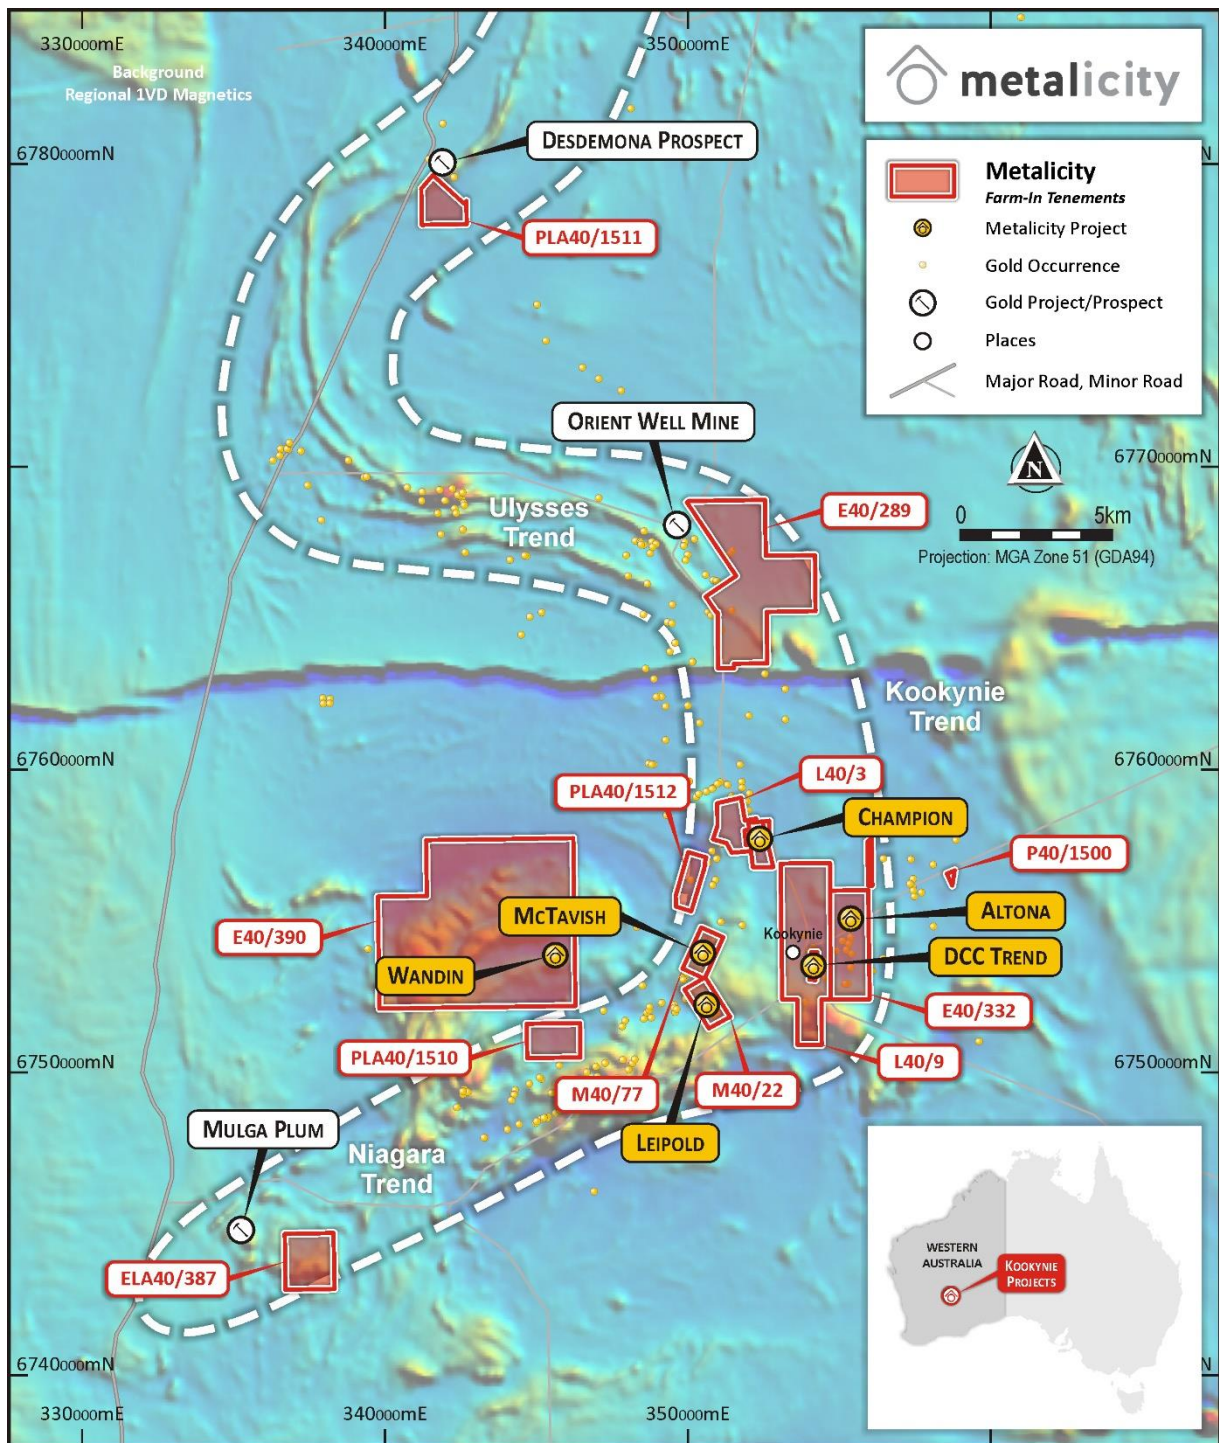 330000mE
340000mE
350000mE
Background
Regional 1VD Magnetics
metalicity
6780000mN
N
DESDEMONA PROSPECT
PLA40/1511
Metalicity
Farm-In Tenements
Metalicity Project
Gold Occurrence
Gold Project/Prospect
Places
Major Road, Minor Road
ORIENT WELL MINE
N
6770000mN
0 5km
Projection: MGA Zone 51 (GDA94)
E40/289
Ulysses
Trend
Kookynie
Trend
6760000mN
6760000mN
L40/3
PLA40/1512
CHAMPION
P40/1500
MCTAVISH
ALTONA
E40/390
Kookynie
WANDIN
DCC TREND
E40/332
PLA40/1510
L40/9
6750000mN
6750000mN
M40/77
M40/22
MULGA PLUM
LEIPOLD
Niagara
Trend
ELA40/387
WESTERN
AUSTRALIA
KOOKYNIE
PROJECTS
6740000mN
N
330000mE
340000mE
350000mE